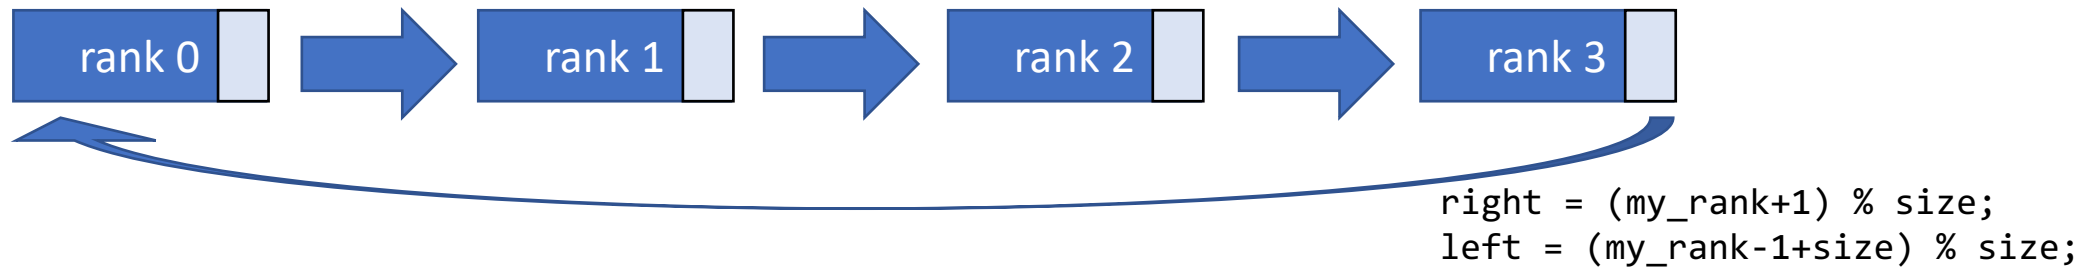 rank 0
rank 1
rank 2
rank 3
right = (my_rank+1) % size;
left = (my_rank-1+size) % size;